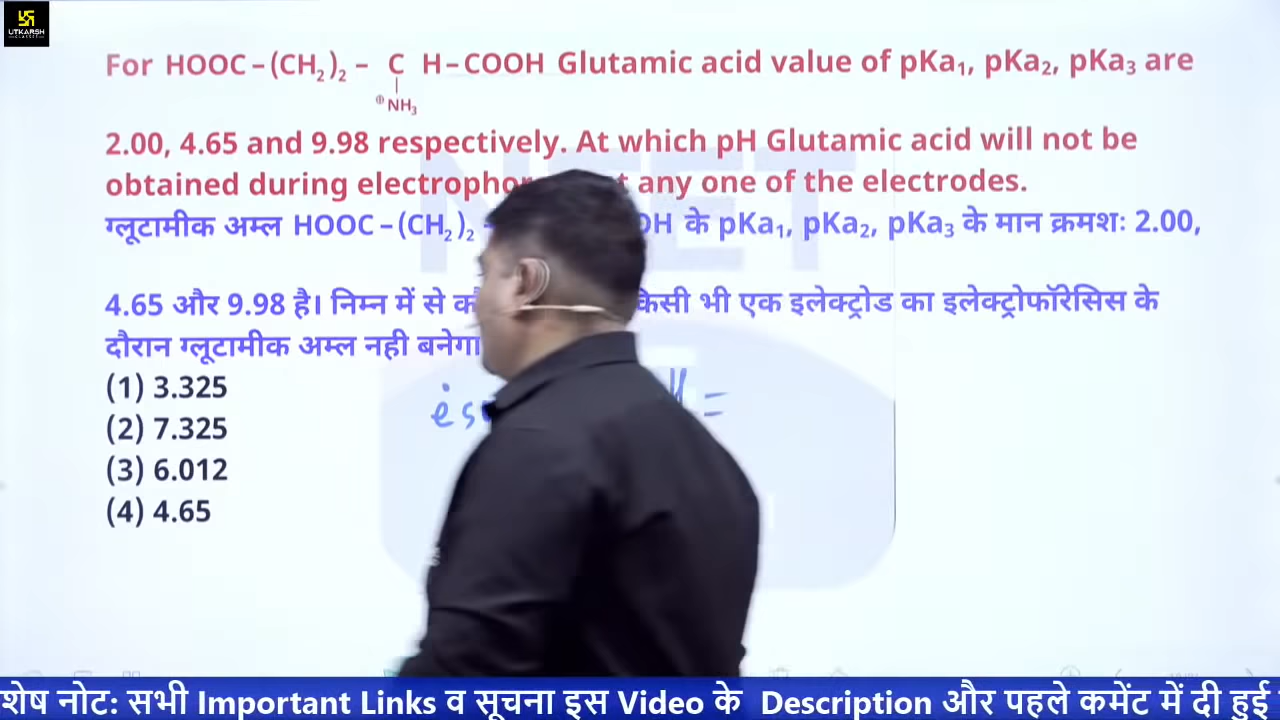 UTKARSH
CLASSES
For HOOC–(CH₂)₂– C H–COOH Glutamic acid value of pKa₁, pKa₂, pKa₃ are
⊕NH₃
2.00, 4.65 and 9.98 respectively. At which pH Glutamic acid will not be
obtained during any one of the electrodes.
ग्लूटामीक अम्ल HOOC–(CH₂)₂ के pKa₁, pKa₂, pKa₃ के मान क्रमशः 2.00,
4.65 और 9.98 है। निम्न में से किसी भी एक इलेक्ट्रोड का इलेक्ट्रोफॉरेसिस के
दौरान ग्लूटामीक अम्ल नही बनेगा
(1) 3.325
=
(2) 7.325
(3) 6.012
(4) 4.65
शेष नोट: सभी Important Links व सूचना इस Video के Description और पहले कमेंट में दी हुई